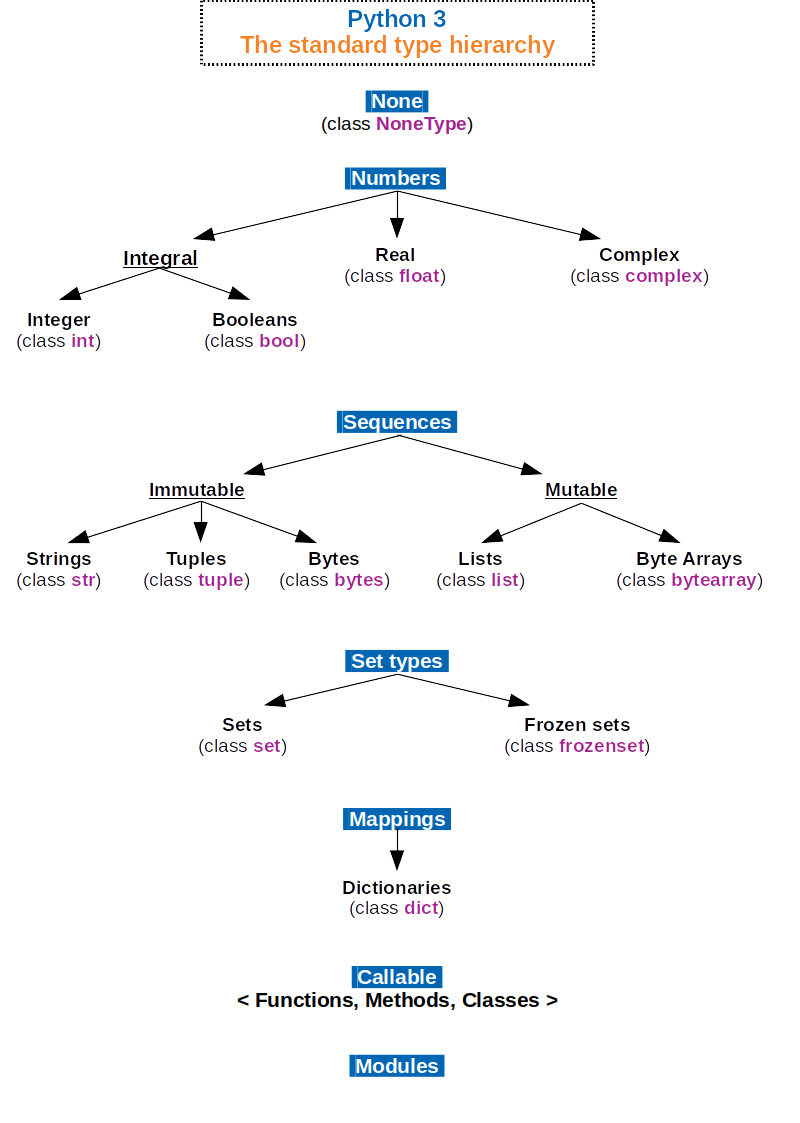 Python 3
The standard type hierarchy
None
(class NoneType)
Numbers
Integral
Real
(class float)
Complex
(class complex)
Integer
(class int)
Booleans
(class bool)
Sequences
Immutable
Mutable
Strings
(class str)
Tuples
(class tuple)
Bytes
(class bytes)
Lists
(class list)
Byte Arrays
(class bytearray)
Set types
Sets
(class set)
Frozen sets
(class frozenset)
Mappings
Dictionaries
(class dict)
Callable
< Functions, Methods, Classes >
Modules